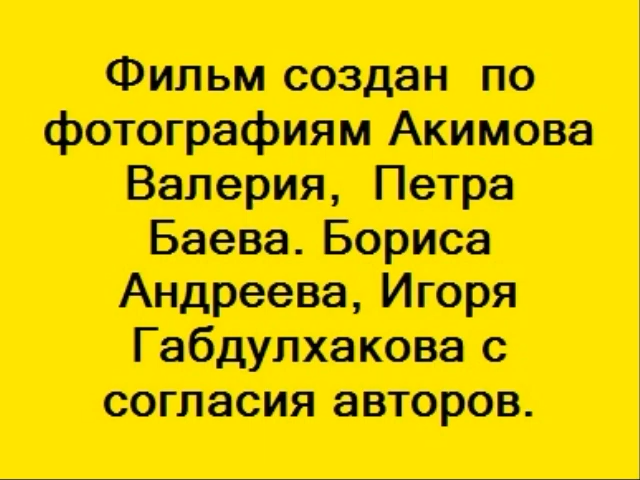 Фильм создан  по
фотографиям Акимова
Валерия,  Петра
Баева. Бориса
Андреева, Игоря
Габдулхакова с
согласия авторов.